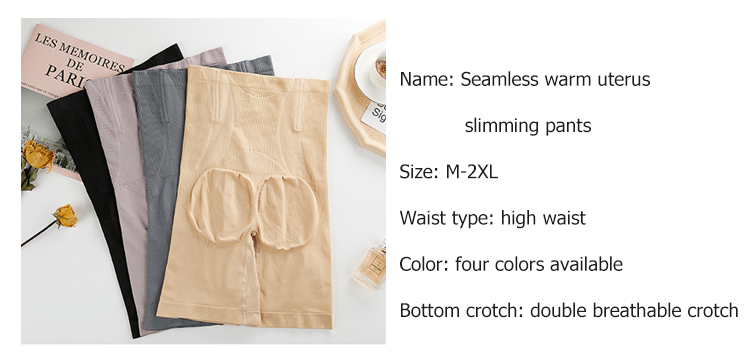 LES MEMOIRES
DE
PARIS
Sig
Name: Seamless warm uterus
slimming pants
Size: M-2XL
Waist type: high waist
Color: four colors available
Bottom crotch: double breathable crotch